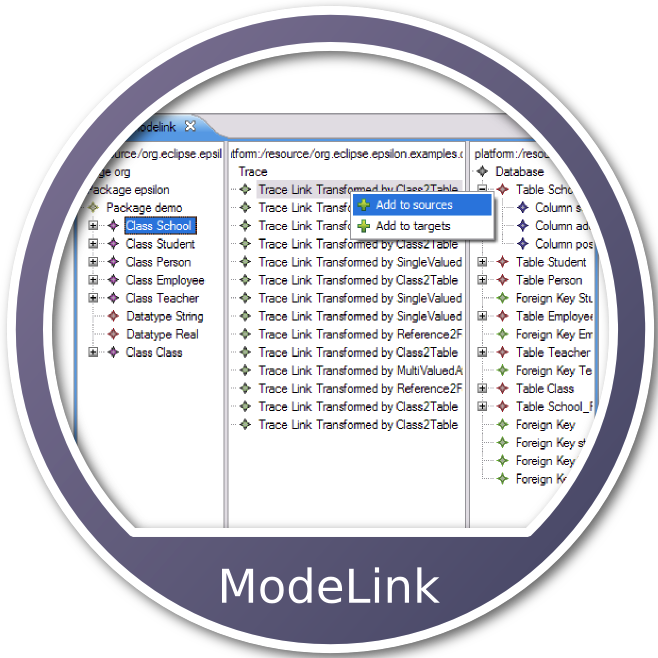 modelink
urce/org.eclipse.epsil
org
ackage epsilon
Package demo
Class School
Class Student
Class Person
Class Employee
Class Teacher
Datatype String
Datatype Real
Class Class
tform:/resource/org.eclipse.epsilon.examples.
Trace
Trace Link Transformed by Class2Table
Trace Link Transf
Trace Link Transf
Trace Link Transformed by Class2Table
Trace Link Transformed by SingleValued
Trace Link Transformed by Class2Table
Trace Link Transformed by SingleValued
Trace Link Transformed by SingleValued
Trace Link Transformed by Reference2F
Trace Link Transformed by Class2Table
Trace Link Transformed by MultiValuedA
Trace Link Transformed by Reference2F
Trace Link Transformed by Class2Table
Trace Link Transformed by Class2Table
Add to sources
Add to targets
platform:/resou
Database
Table Scho
Column s
Column ad
Column pos
Table Student
Table Person
Foreign Key Stu
Table Employee
Foreign Key Em
Table Teacher
Foreign Key Te
Table Class
Table School_
Foreign Key
Foreign Key st
Foreign Key
Foreign K
ModeLink